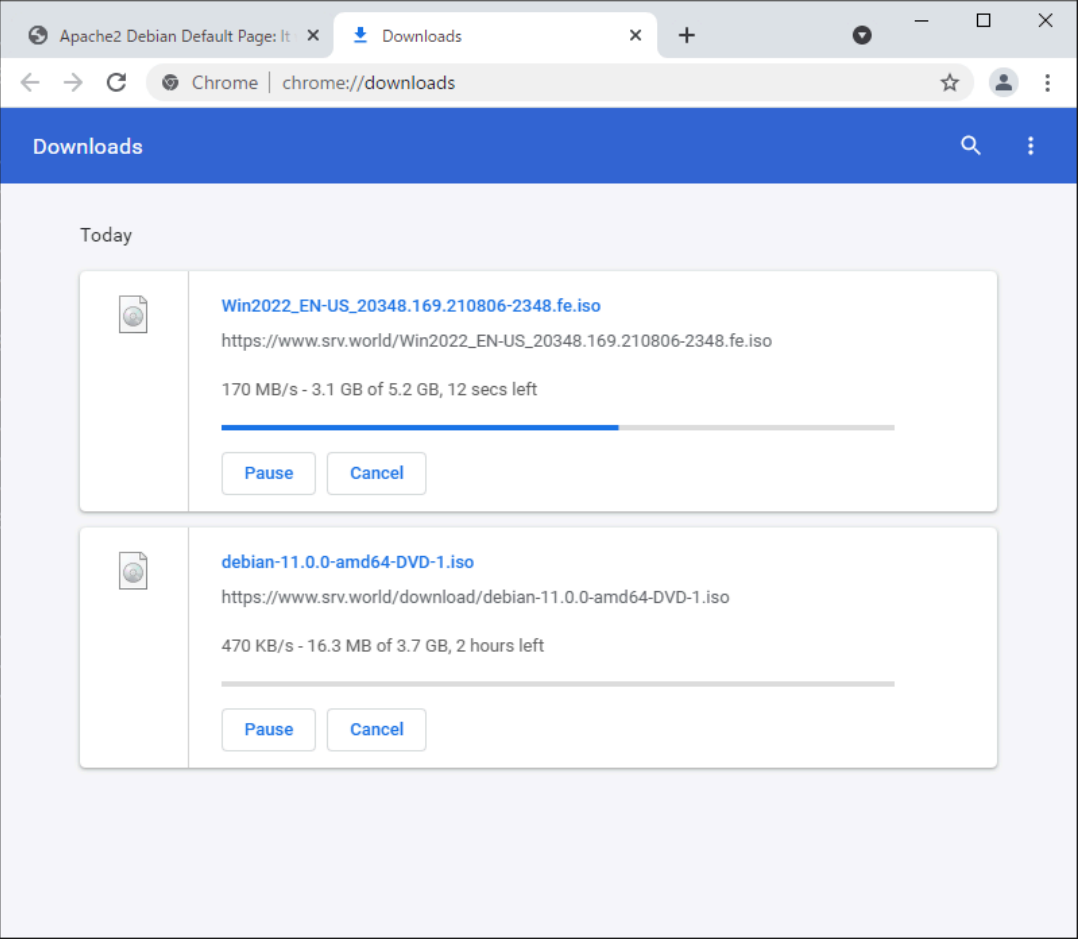 Apache2 Debian Default Page: It
Downloads
Chrome | chrome://downloads
Downloads
Today
Win2022_EN-US_20348.169.210806-2348.fe.iso
https://www.srv.world/Win2022_EN-US_20348.169.210806-2348.fe.iso
170 MB/s - 3.1 GB of 5.2 GB, 12 secs left
Pause Cancel
debian-11.0.0-amd64-DVD-1.iso
https://www.srv.world/download/debian-11.0.0-amd64-DVD-1.iso
470 KB/s - 16.3 MB of 3.7 GB, 2 hours left
Pause Cancel